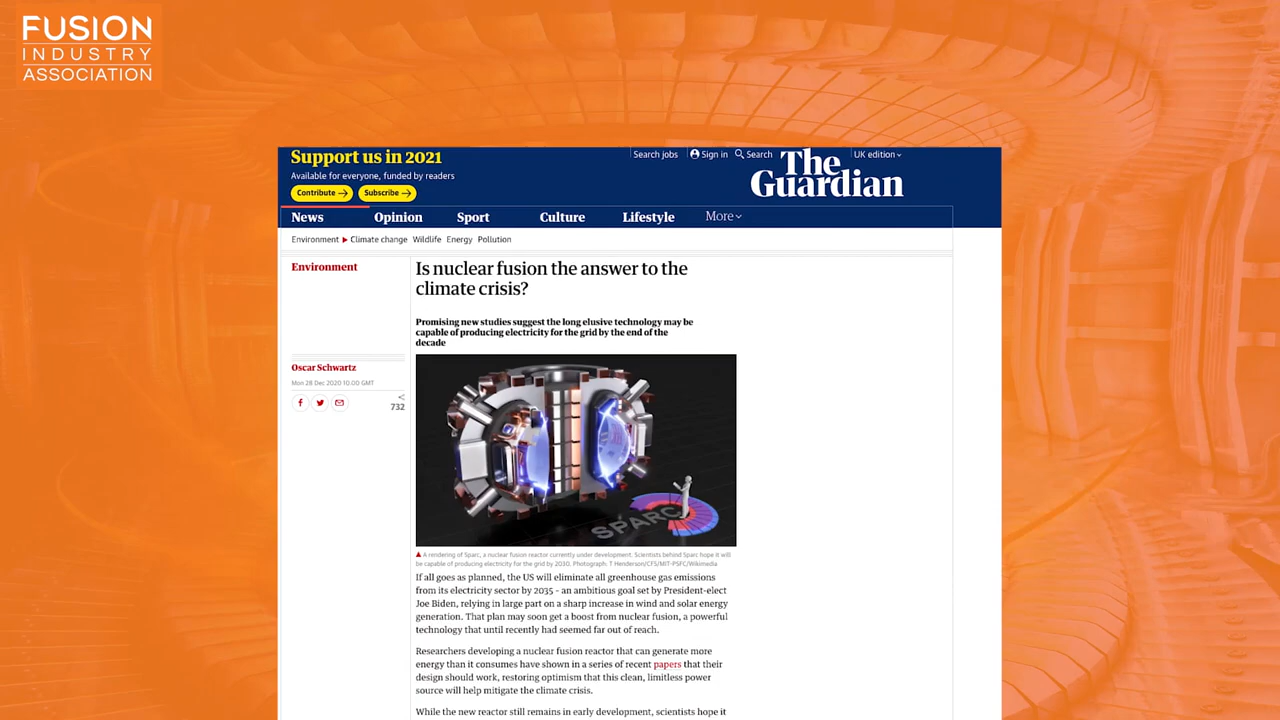 FUSION
INDUSTRY
ASSOCIATION
Support us in 2021
Available for everyone, funded by readers
Contribute
Subscribe
Search jobs
Sign in
Search
UK edition
The
Guardian
News
Opinion
Sport
Culture
Lifestyle
More
Environment
Climate change
Wildlife
Energy
Pollution
Environment
Is nuclear fusion the answer to the
climate crisis?
Promising new studies suggest the long elusive technology may be
capable of producing electricity for the grid by the end of the
decade
Oscar Schwartz
Mon 28 Dec 2020 10.00 GMT
732
SPARC
A rendering of Sparc, a nuclear fusion reactor currently under development. Scientists behind Sparc hope it will
be capable of producing electricity for the grid by 2030. Photograph: T Henderson/CFS/MIT-PSFC/Wikimedia
If all goes as planned, the US will eliminate all greenhouse gas emissions
from its electricity sector by 2035 – an ambitious goal set by President-elect
Joe Biden, relying in large part on a sharp increase in wind and solar energy
generation. That plan may soon get a boost from nuclear fusion, a powerful
technology that until recently had seemed far out of reach.
Researchers developing a nuclear fusion reactor that can generate more
energy than it consumes have shown in a series of recent papers that their
design should work, restoring optimism that this clean, limitless power
source will help mitigate the climate crisis.
While the new reactor still remains in early development, scientists hope it